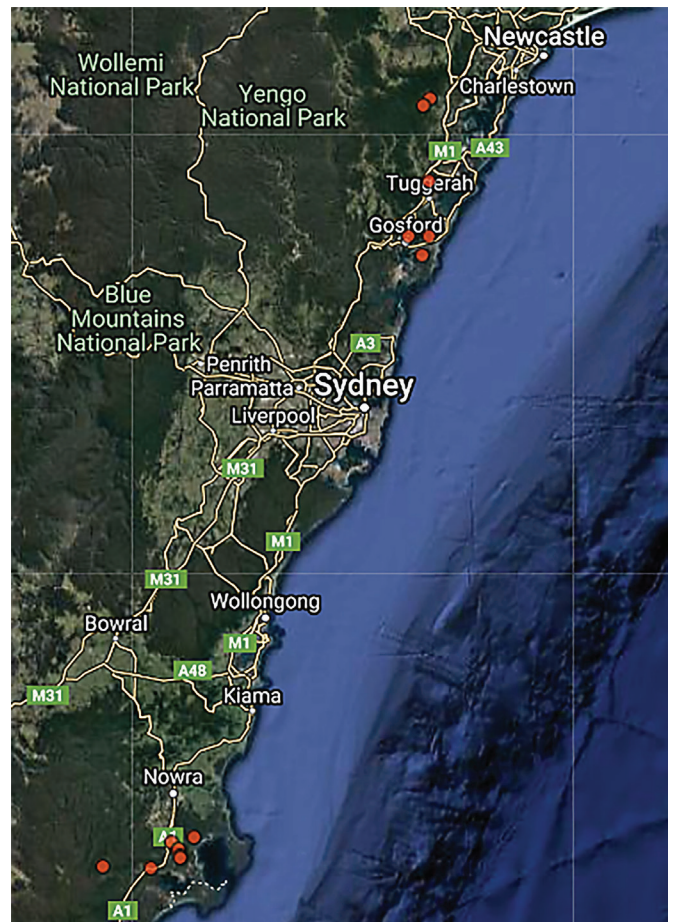 Newcastle
Wollemi
National Park
Yengo
National Park
Charlestown
M1
A43
Tuggerah
Gosford
Blue
Mountains
National Park
A3
Penrith
Parramatta
Sydney
Liverpool
M31
M1
M31
Wollongong
Bowral
M1
A48
M31
Kiama
Nowra
A1
A1